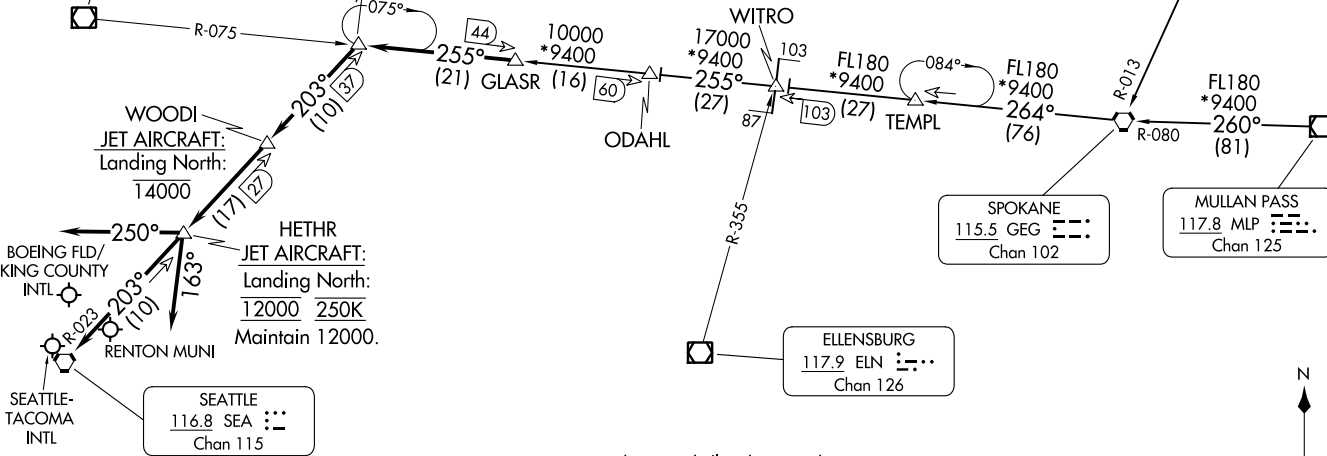 R-075
075°
255°
(21)
44
GLASR
10000
*9400
(16)
60
ODAHL
17000
*9400
255°
(27)
WITRO
103
87
103
FL180
*9400
(27)
084°
TEMPL
FL180
*9400
264°
(76)
R-013
R-080
FL180
*9400
260°
(81)
203°
(10)
37
WOODI
JET AIRCRAFT:
Landing North:
14000
(17)
27
250°
HETHR
JET AIRCRAFT:
Landing North:
12000 250K
Maintain 12000.
163°
BOEING FLD/
KING COUNTY
INTL
203°
(10)
R-023
RENTON MUNI
SEATTLE-
TACOMA
INTL
SEATTLE
116.8 SEA
Chan 115
R-355
ELLENSBURG
117.9 ELN
Chan 126
SPOKANE
115.5 GEG
Chan 102
MULLAN PASS
117.8 MLP
Chan 125
N